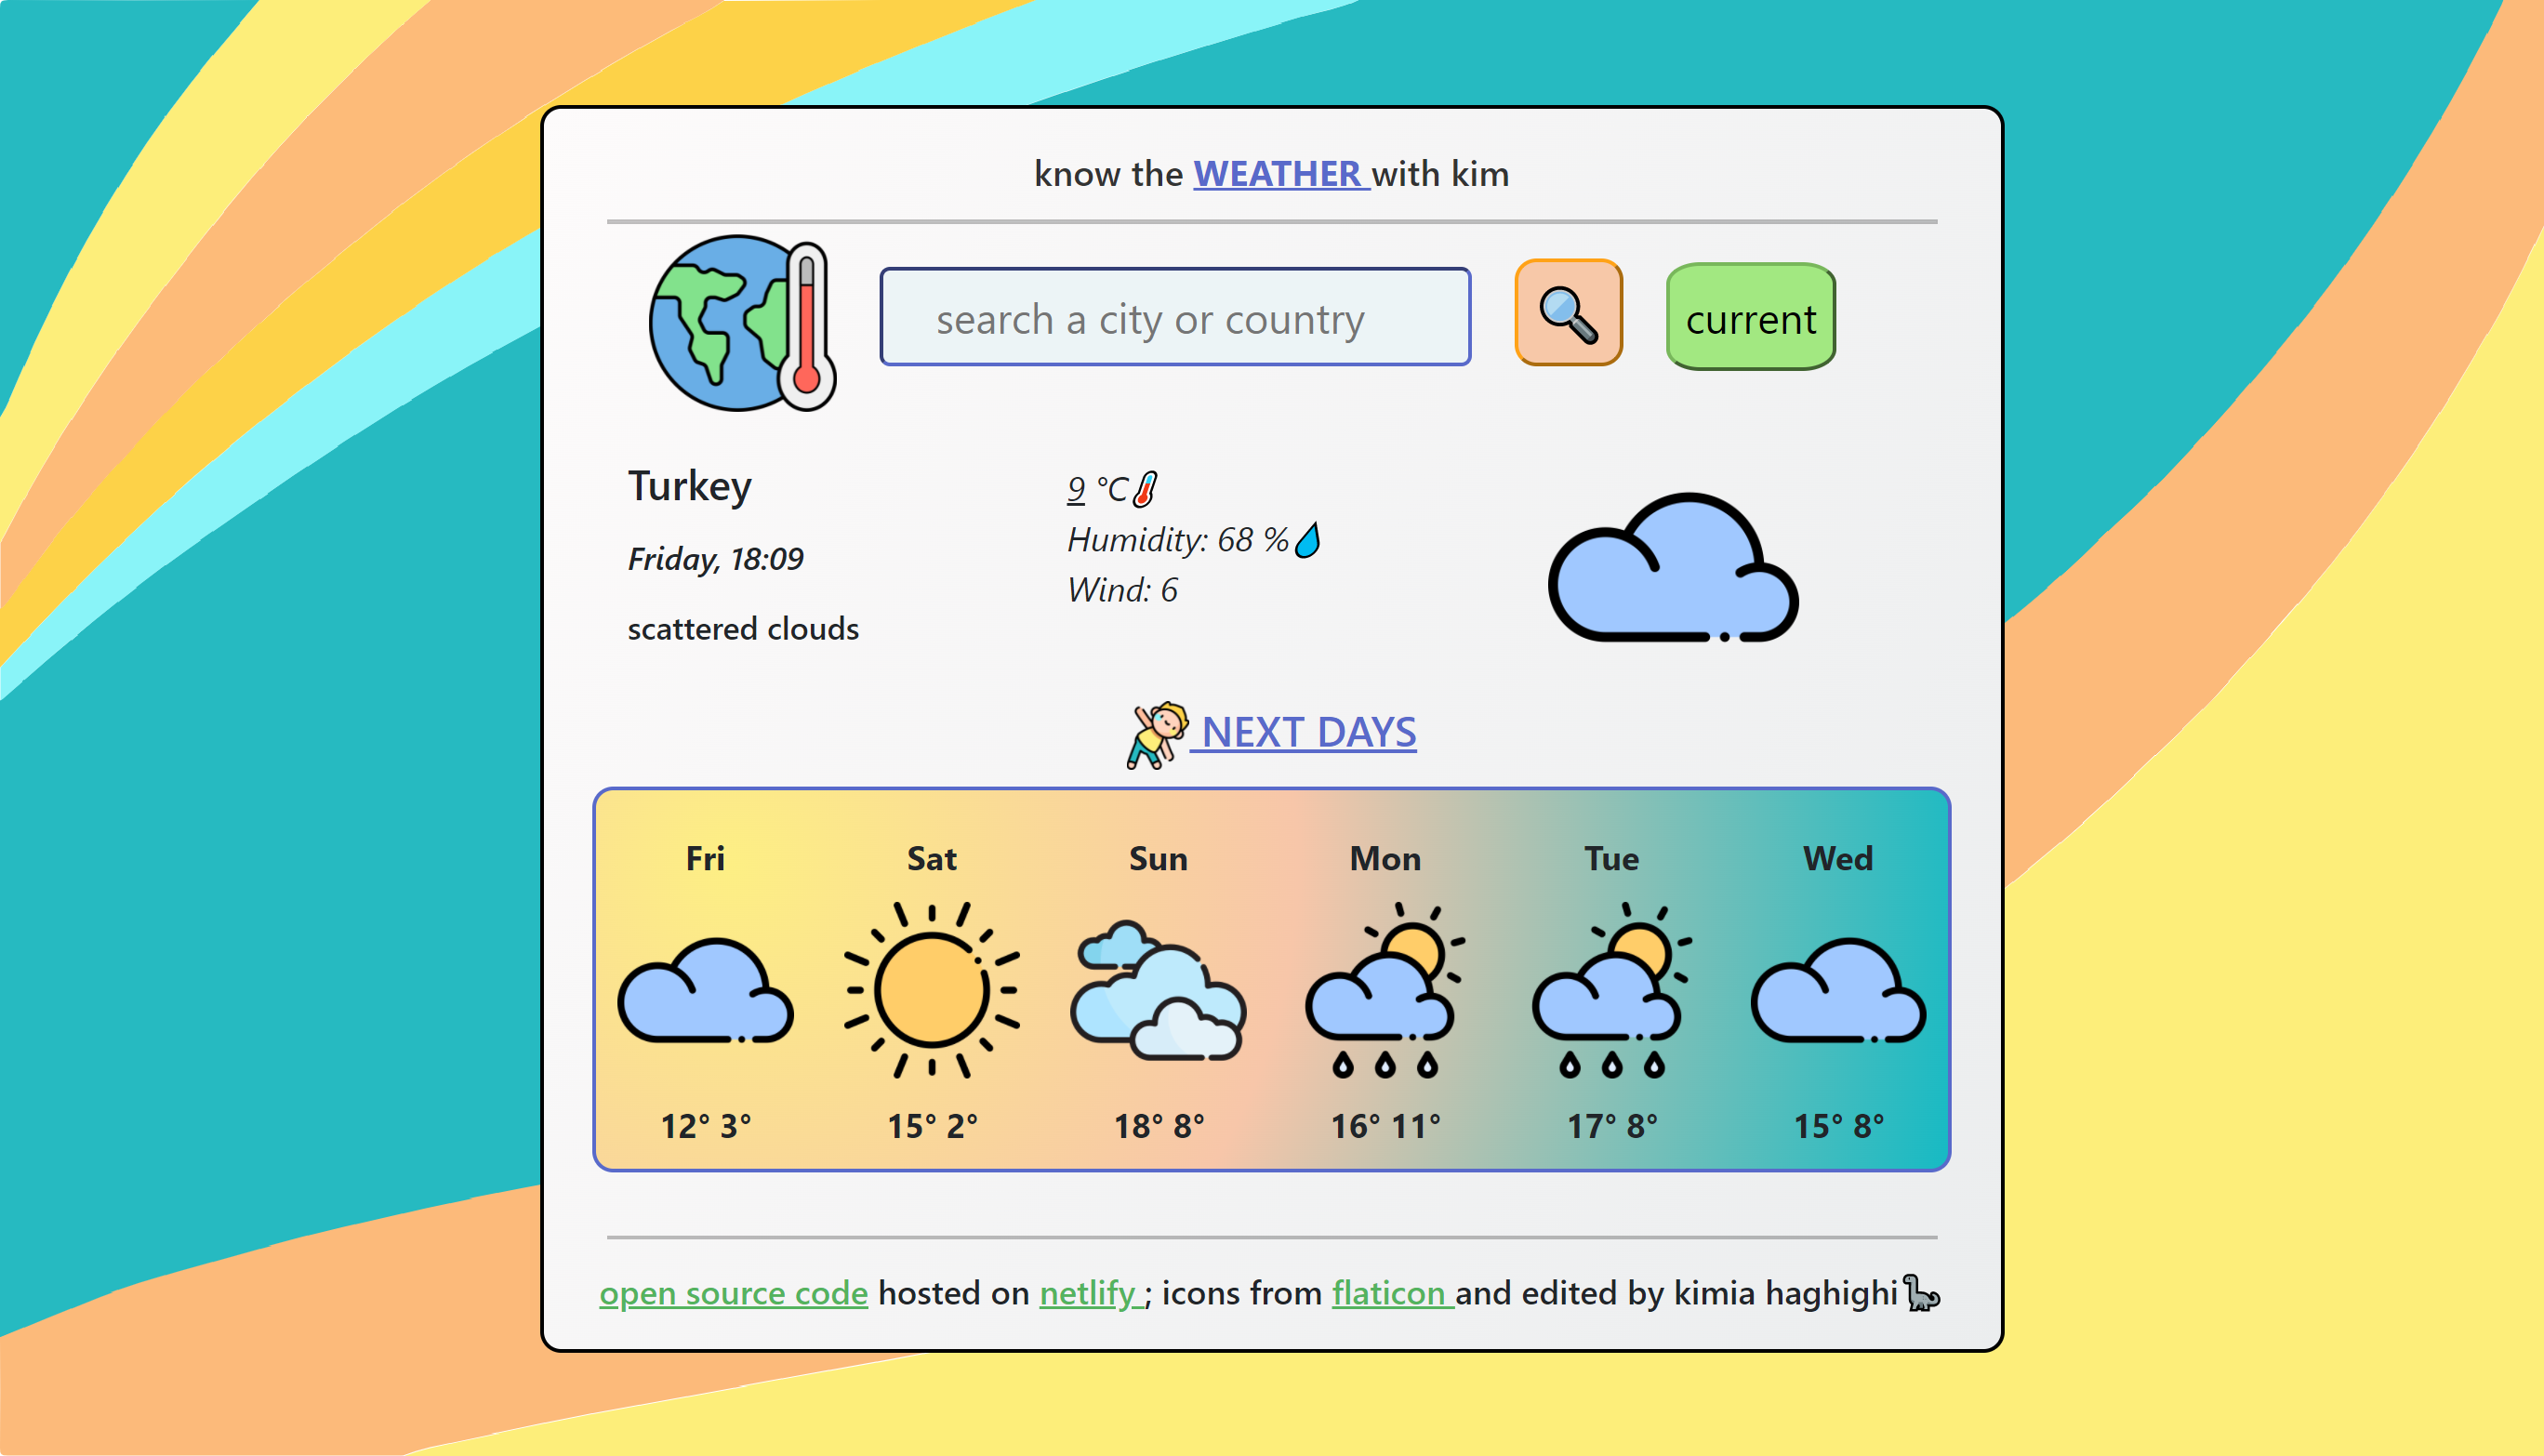 know the WEATHER with kim
search a city or country
current
Turkey
Friday, 18:09
scattered clouds
9 °C
Humidity: 68 %
Wind: 6
NEXT DAYS
Fri Sat Sun Mon Tue Wed
12° 3° 15° 2° 18° 8° 16° 11° 17° 8° 15° 8°
open source code hosted on netlify ; icons from flaticon and edited by kimia haghighi